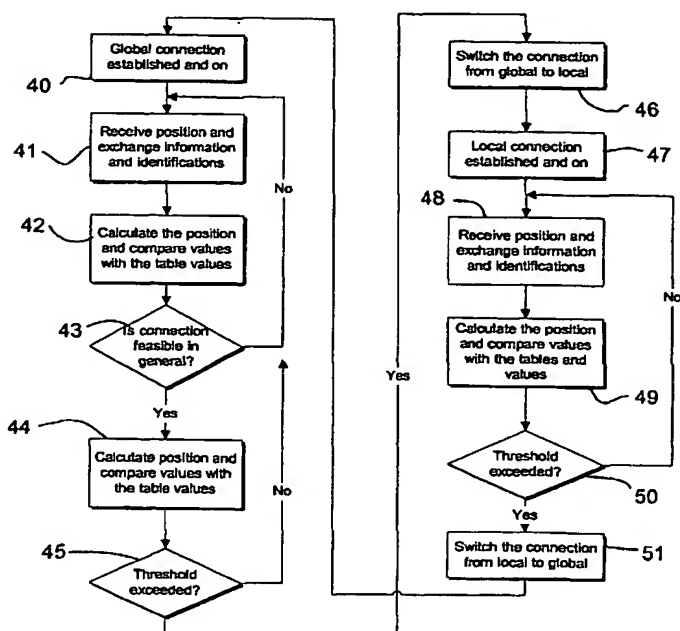 Global connection
established and on
40
Receive position and
exchange information
and identifications
41
No
Calculate the position
and compare values
with the table values
42
43
Is connection
feasible in
general?
Yes
44
Calculate position and
compare values with
the table values
No
45
Threshold
exceeded?
Yes
Switch the connection
from global to local
46
Local connection
established and on
47
48
Receive position and
exchange information
and identifications
No
Calculate the position
and compare values
with the tables and
values
49
Threshold
exceeded?
50
Yes
Switch the connection
from local to global
51